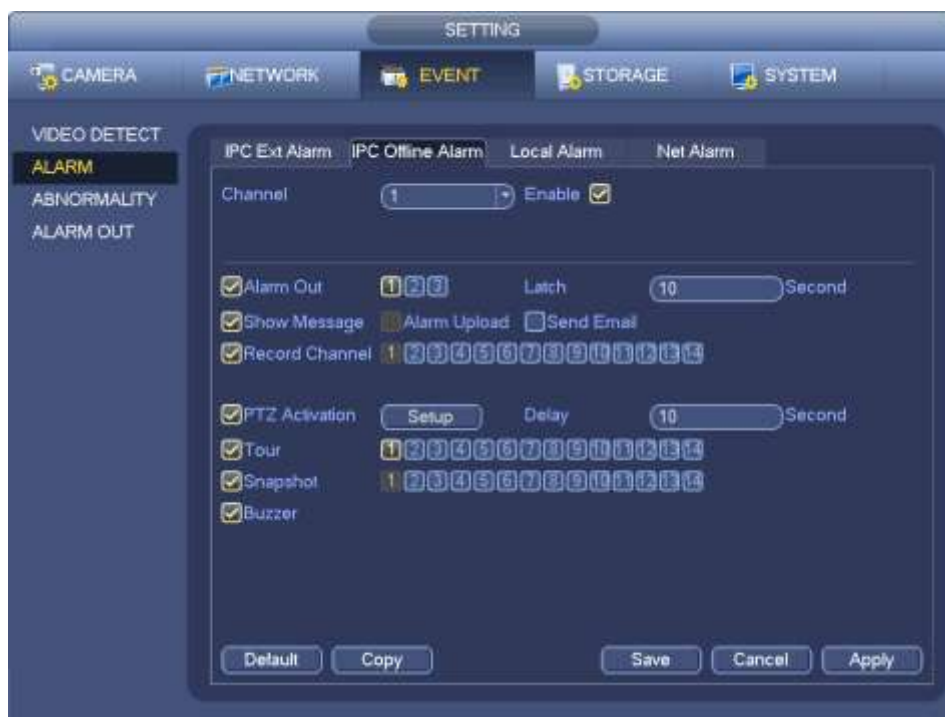 SETTING
CAMERA NETWORK EVENT STORAGE SYSTEM
VIDEO DETECT
ALARM
ABNORMALITY
ALARM OUT
IPC Ext Alarm IPC Offline Alarm Local Alarm Net Alarm
Channel 1 Enable
Alarm Out 1 2 3 Latch 10 Second
Show Message Alarm Upload Send Email
Record Channel 1 2 3 4 5 6 7 8 9 10 11 12 13 14
PTZ Activation Setup Delay 10 Second
Tour 1 2 3 4 5 6 7 8 9 10 11 12 13 14
Snapshot 1 2 3 4 5 6 7 8 9 10 11 12 13 14
Buzzer
Default Copy Save Cancel Apply